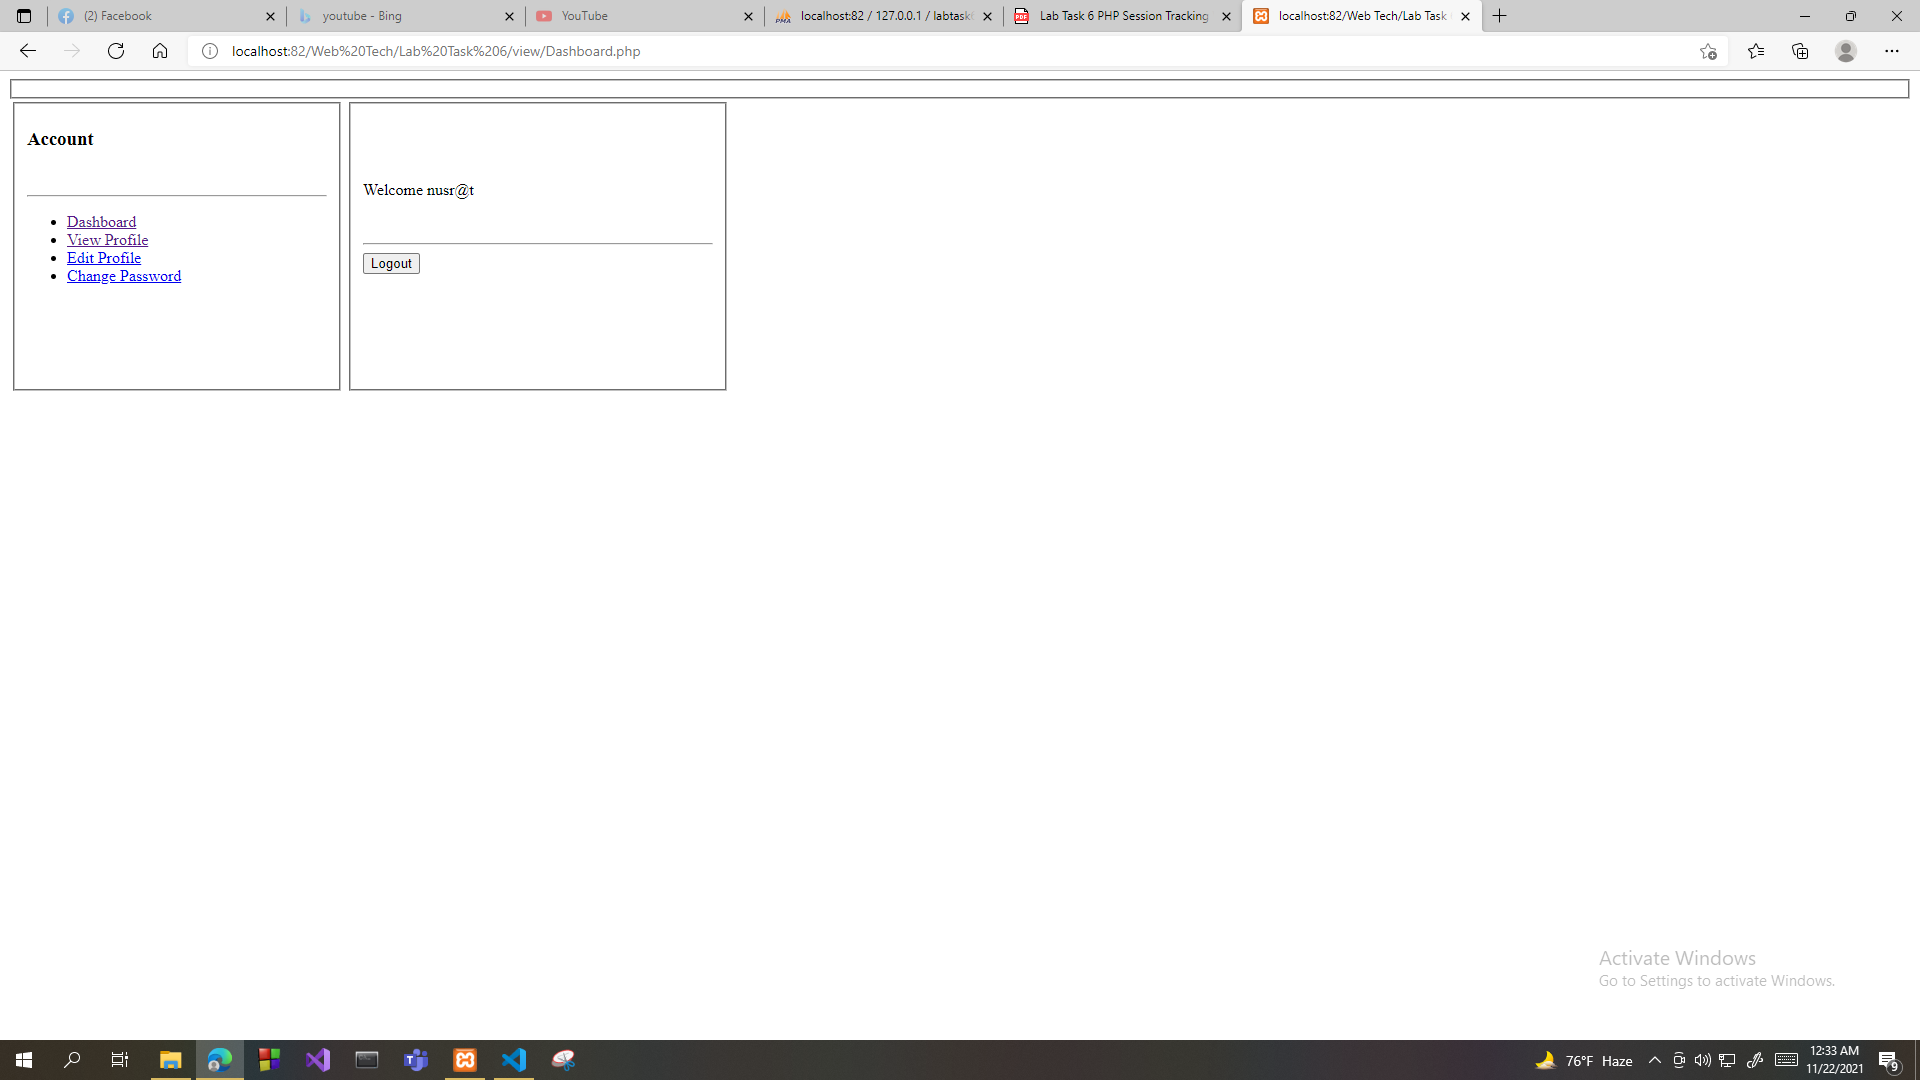 (2) Facebook
youtube - Bing
YouTube
localhost:82 / 127.0.0.1 / labtask
Lab Task 6 PHP Session Tracking
localhost:82/Web Tech/Lab Task
localhost:82/Web%20Tech/Lab%20Task%206/view/Dashboard.php
Account
Dashboard
View Profile
Edit Profile
Change Password
Welcome nusr@t
Logout
Activate Windows
Go to Settings to activate Windows.
76°F Haze
12:33 AM
11/22/2021
9